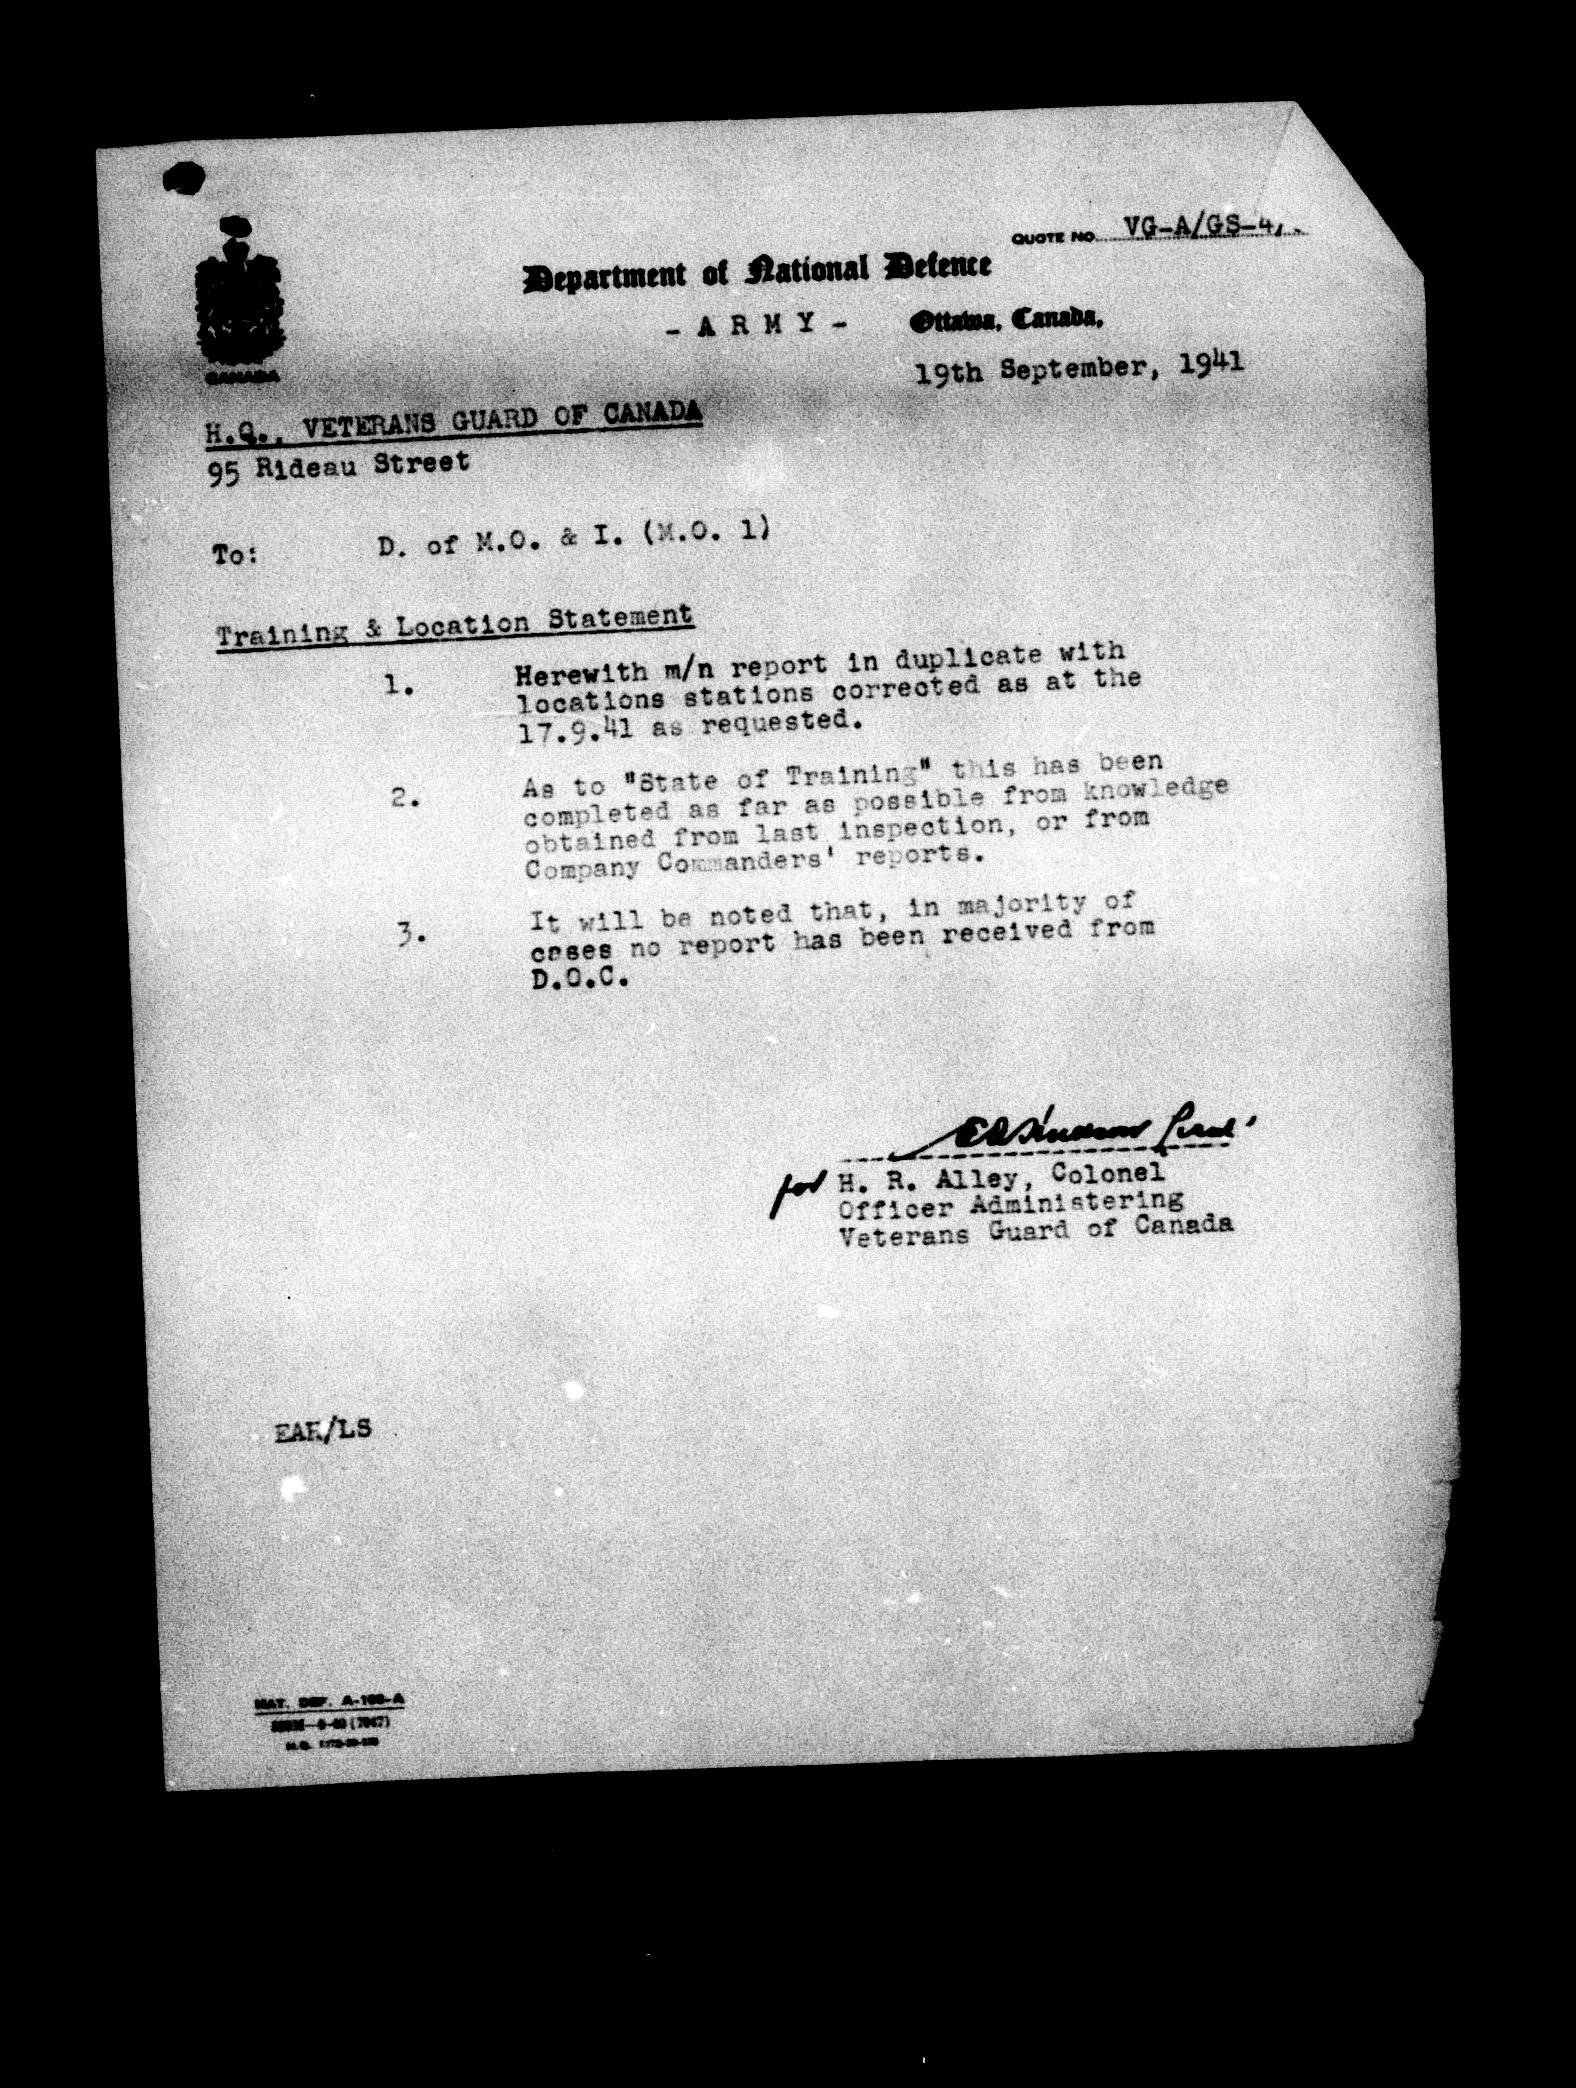 QUOTE NO. VG-A/GS-4
Department of National Defence
- A R M Y - Ottawa, Canada,
CANADA
19th September, 1941
H.Q., VETERANS GUARD OF CANADA
95 Rideau Street
To: D. of M.O. & I. (M.O. 1)
Training & Location Statement
1. Herewith m/n report in duplicate with
locations stations corrected as at the
17.9.41 as requested.
2. As to "State of Training" this has been
completed as far as possible from knowledge
obtained from last inspection, or from
Company Commanders' reports.
3. It will be noted that, in majority of
cases no report has been received from
D.O.C.
for H. R. Alley, Colonel
Officer Administering
Veterans Guard of Canada
/LS
NAT. DEF. A-